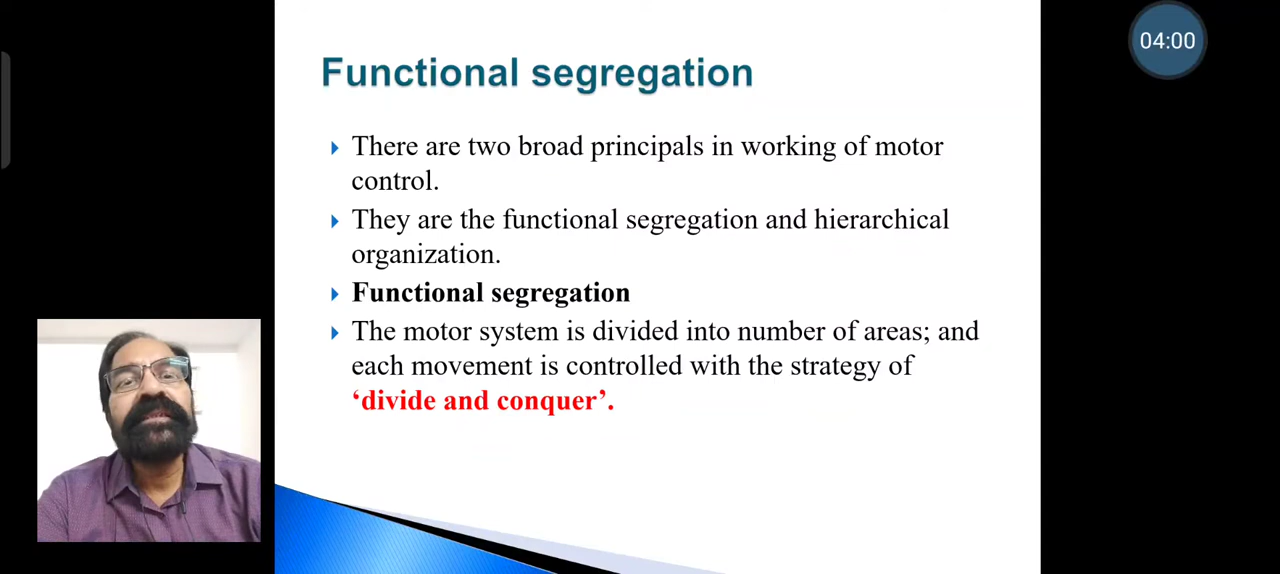 04:00
Functional segregation
There are two broad principals in working of motor
control.
They are the functional segregation and hierarchical
organization.
Functional segregation
The motor system is divided into number of areas; and
each movement is controlled with the strategy of
‘divide and conquer’.